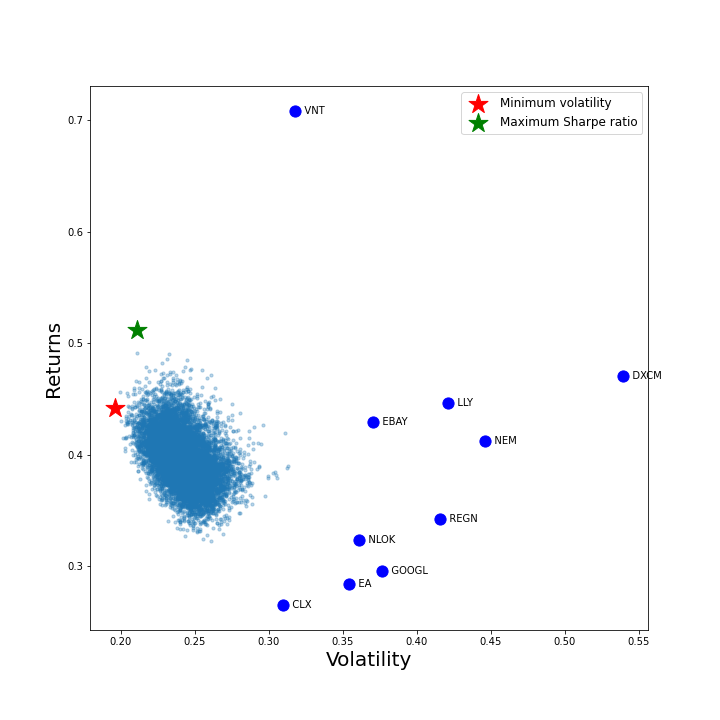 Minimum volatility
Maximum Sharpe ratio
VNT
DXCM
LLY
EBAY
NEM
REGN
NLOK
GOOGL
EA
CLX
0.7
0.6
0.5
0.4
0.3
Returns
0.20 0.25 0.30 0.35 0.40 0.45 0.50 0.55
Volatility